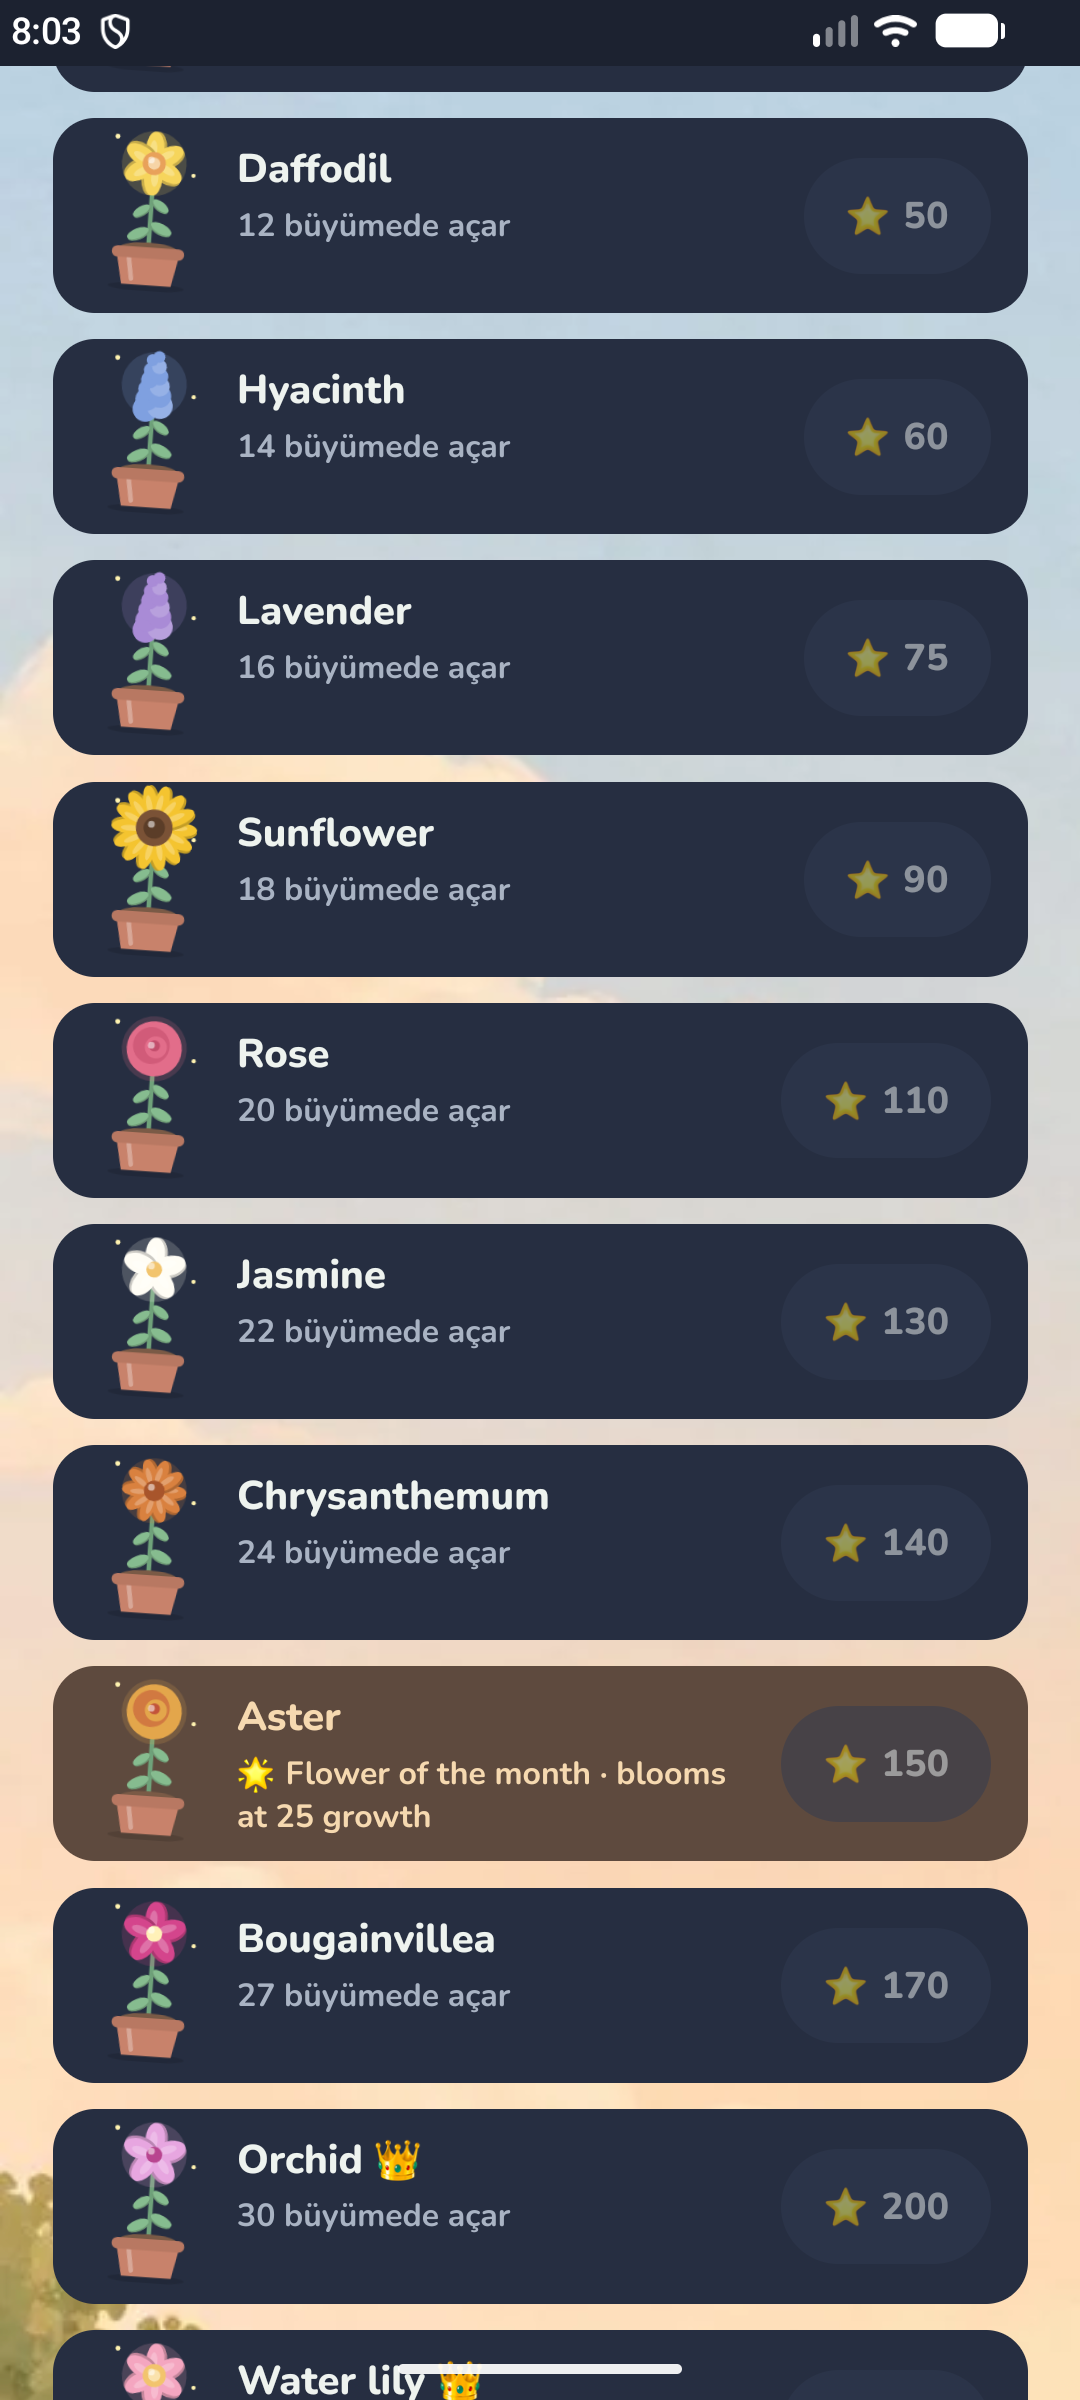 8:03
Daffodil
12 büyümede açar
⭐ 50
Hyacinth
14 büyümede açar
⭐ 60
Lavender
16 büyümede açar
⭐ 75
Sunflower
18 büyümede açar
⭐ 90
Rose
20 büyümede açar
⭐ 110
Jasmine
22 büyümede açar
⭐ 130
Chrysanthemum
24 büyümede açar
⭐ 140
Aster
🌟 Flower of the month · blooms
at 25 growth
⭐ 150
Bougainvillea
27 büyümede açar
⭐ 170
Orchid 👑
30 büyümede açar
⭐ 200
Water lily 👑